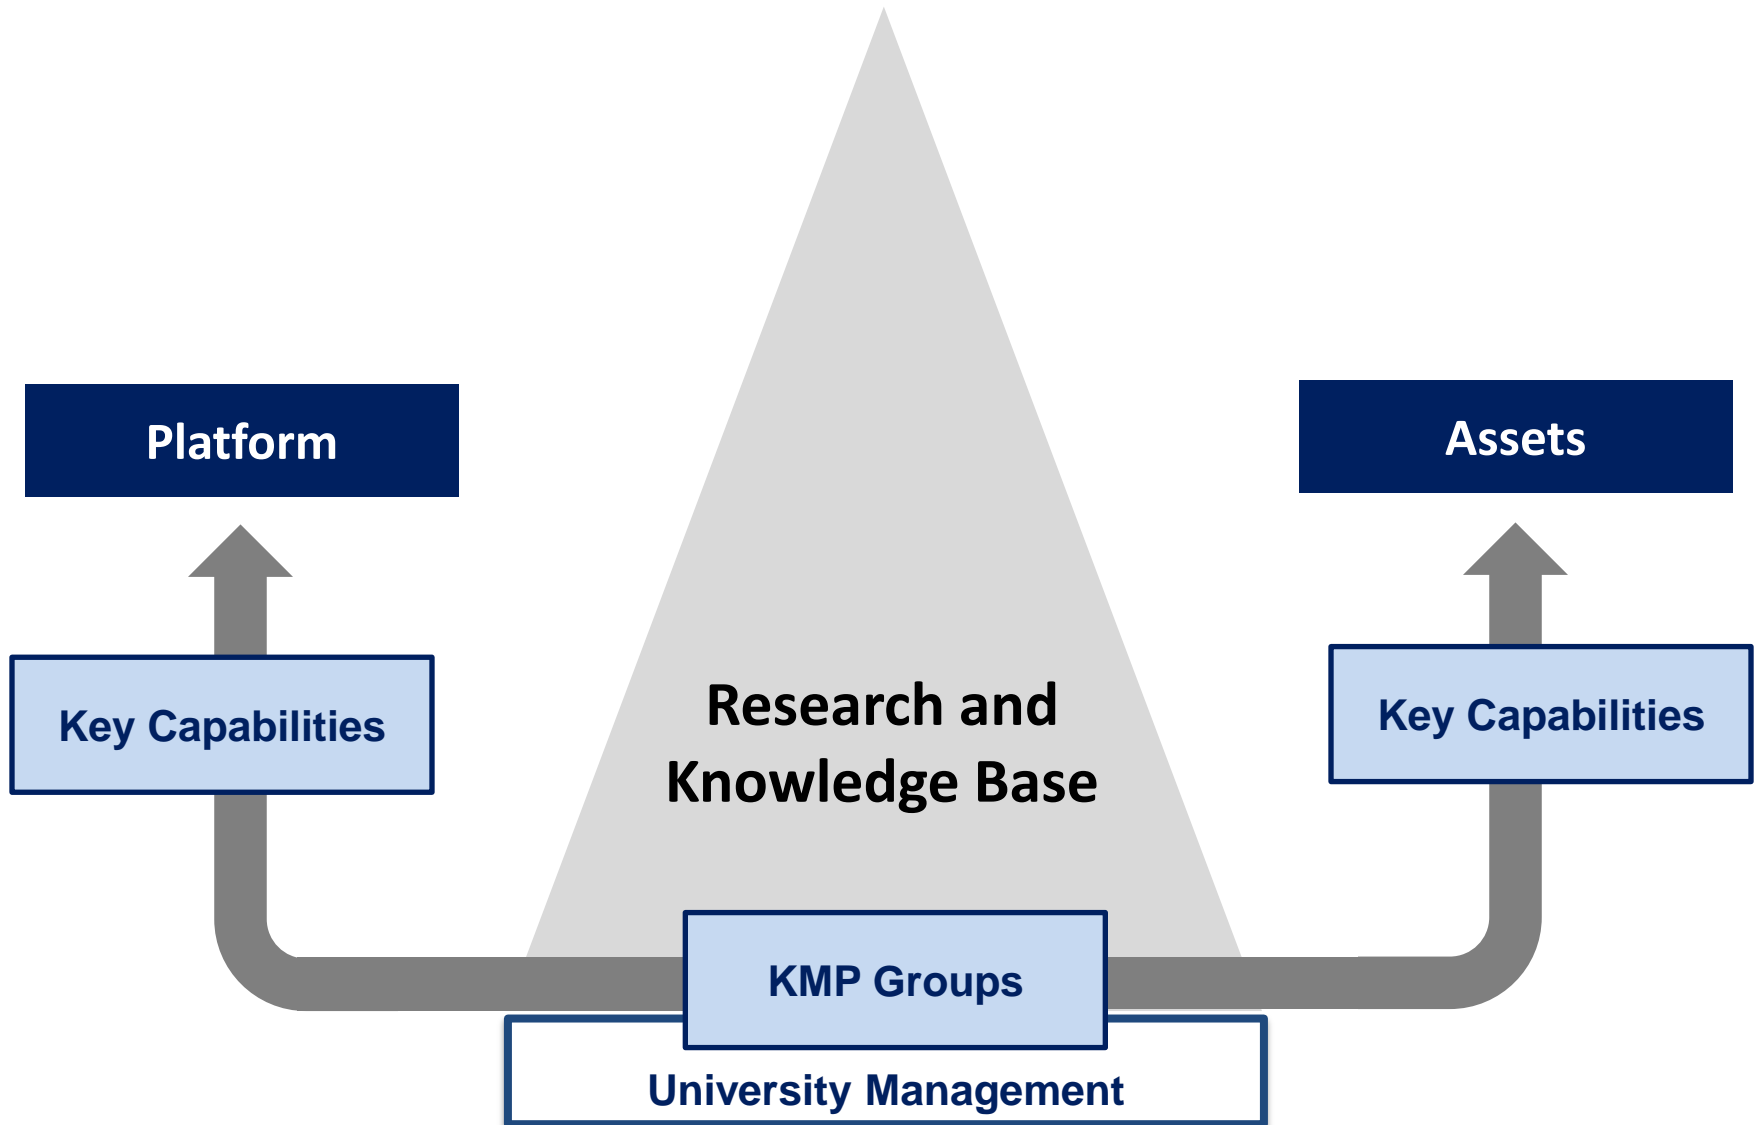 Platform
Assets
Key Capabilities
Research and
Knowledge Base
Key Capabilities
KMP Groups
University Management